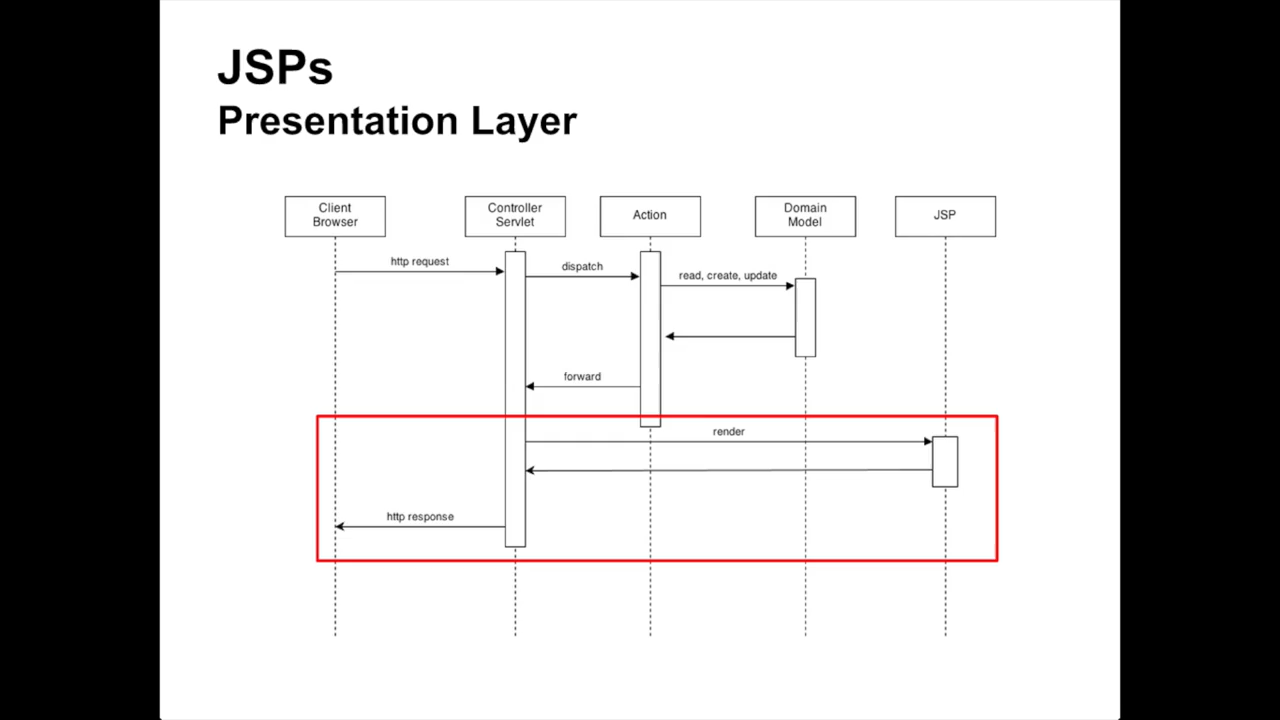 JSPs
Presentation Layer
Client
Browser
Controller
Servlet
Action
Domain
Model
JSP
http request
dispatch
read, create, update
forward
render
http response